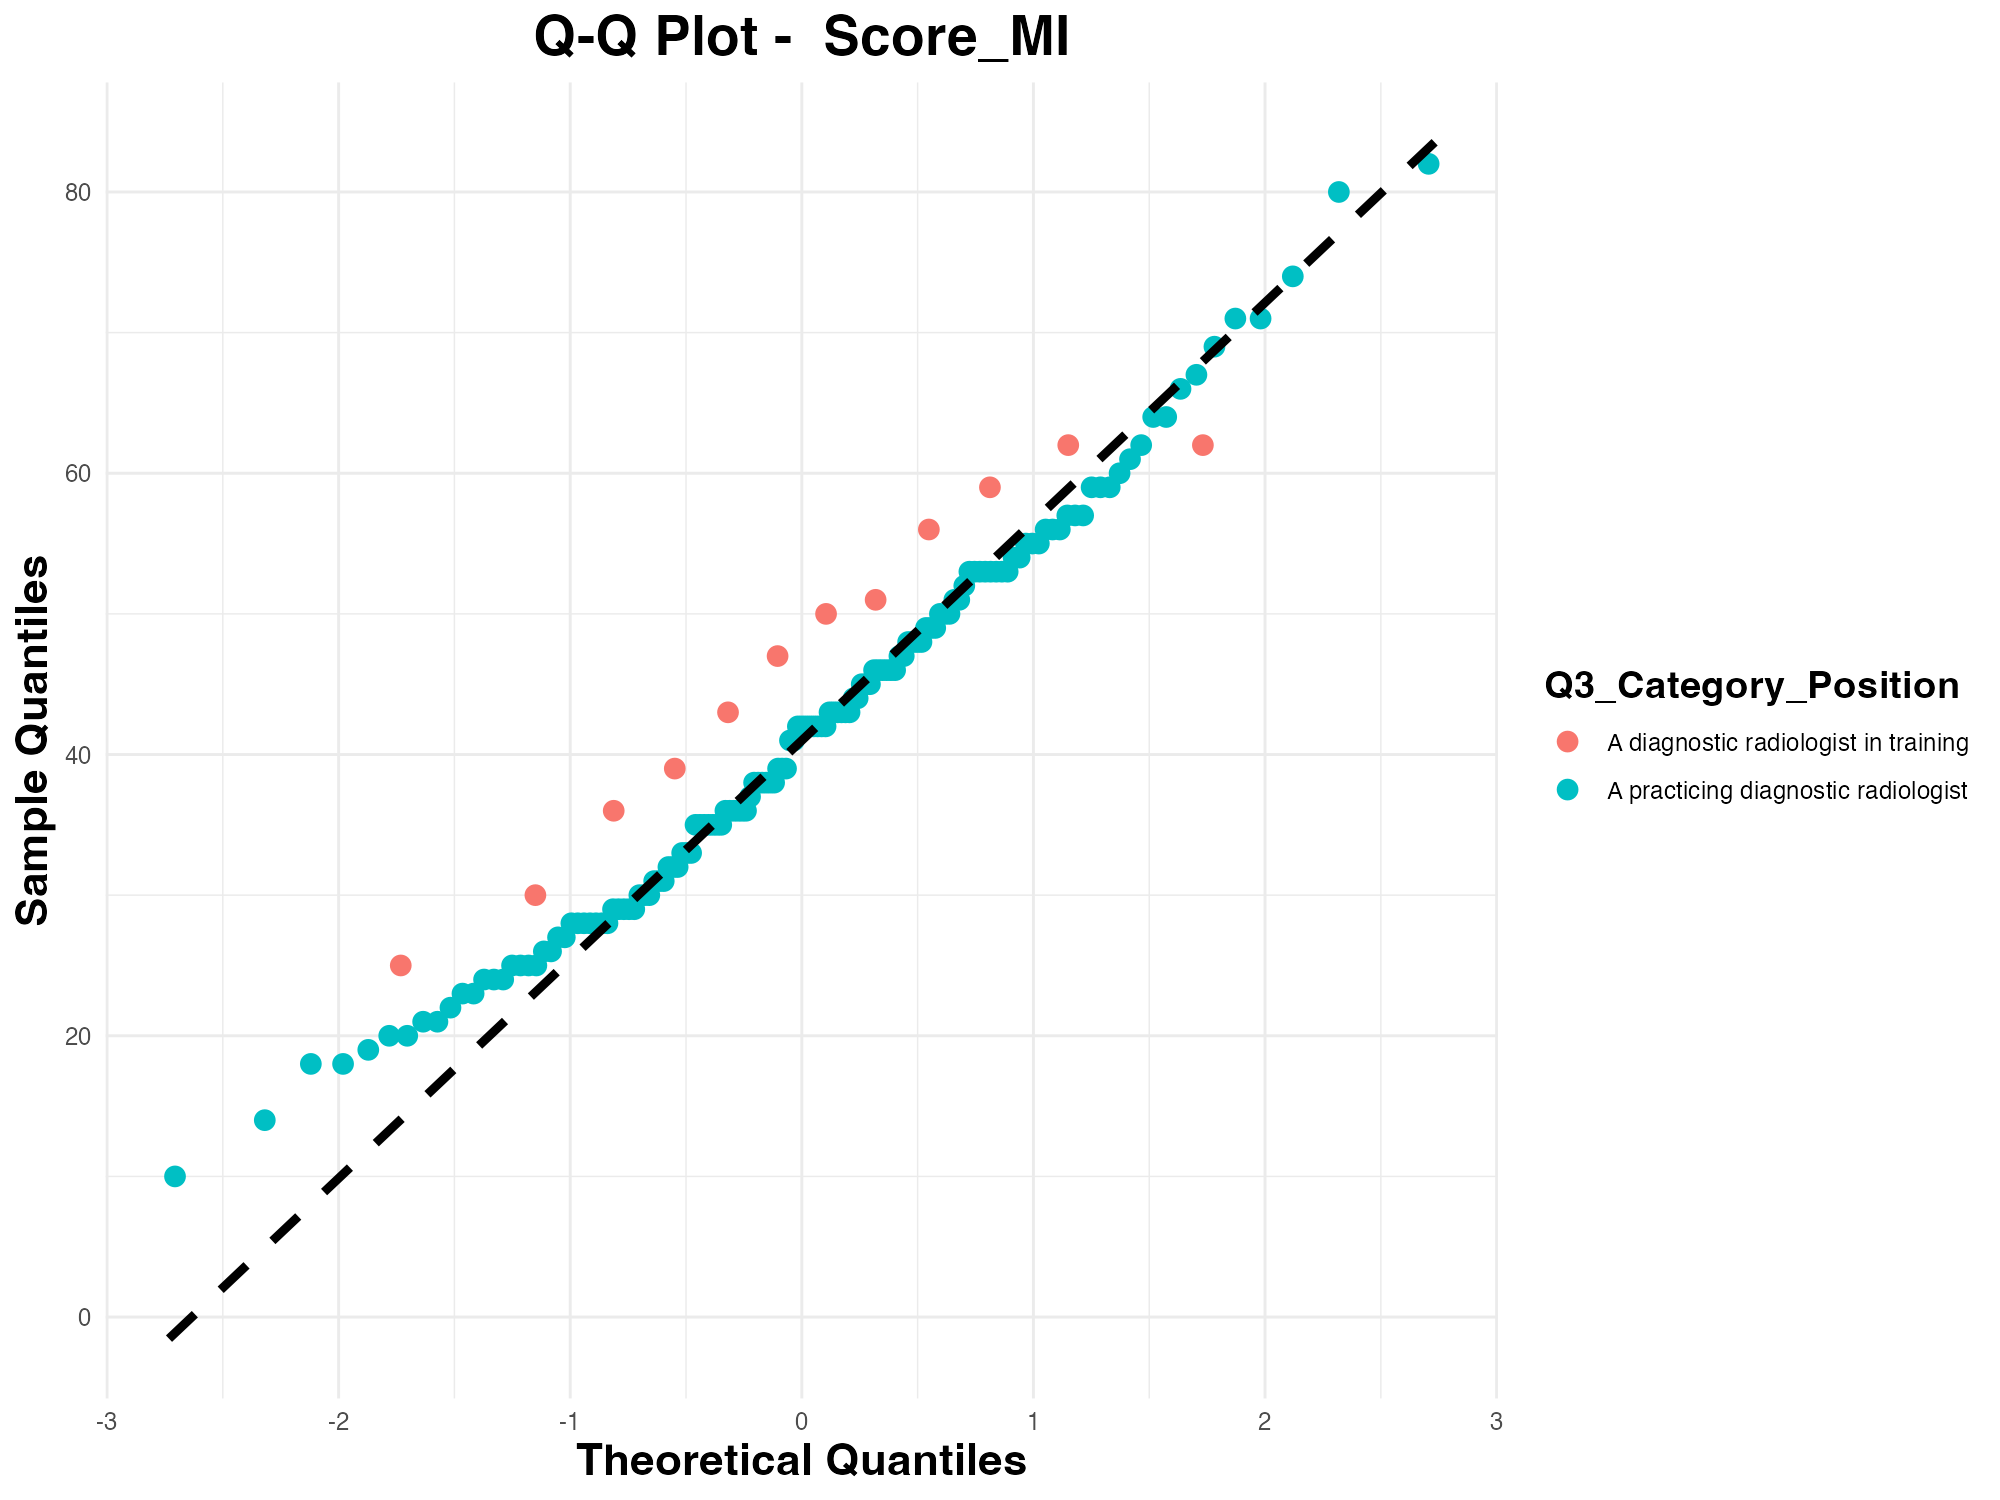 Q-Q Plot -  Score_MI
Sample Quantiles
80
60
40
20
0
-3 -2 -1 0 1 2 3
Theoretical Quantiles
Q3_Category_Position
A diagnostic radiologist in training
A practicing diagnostic radiologist